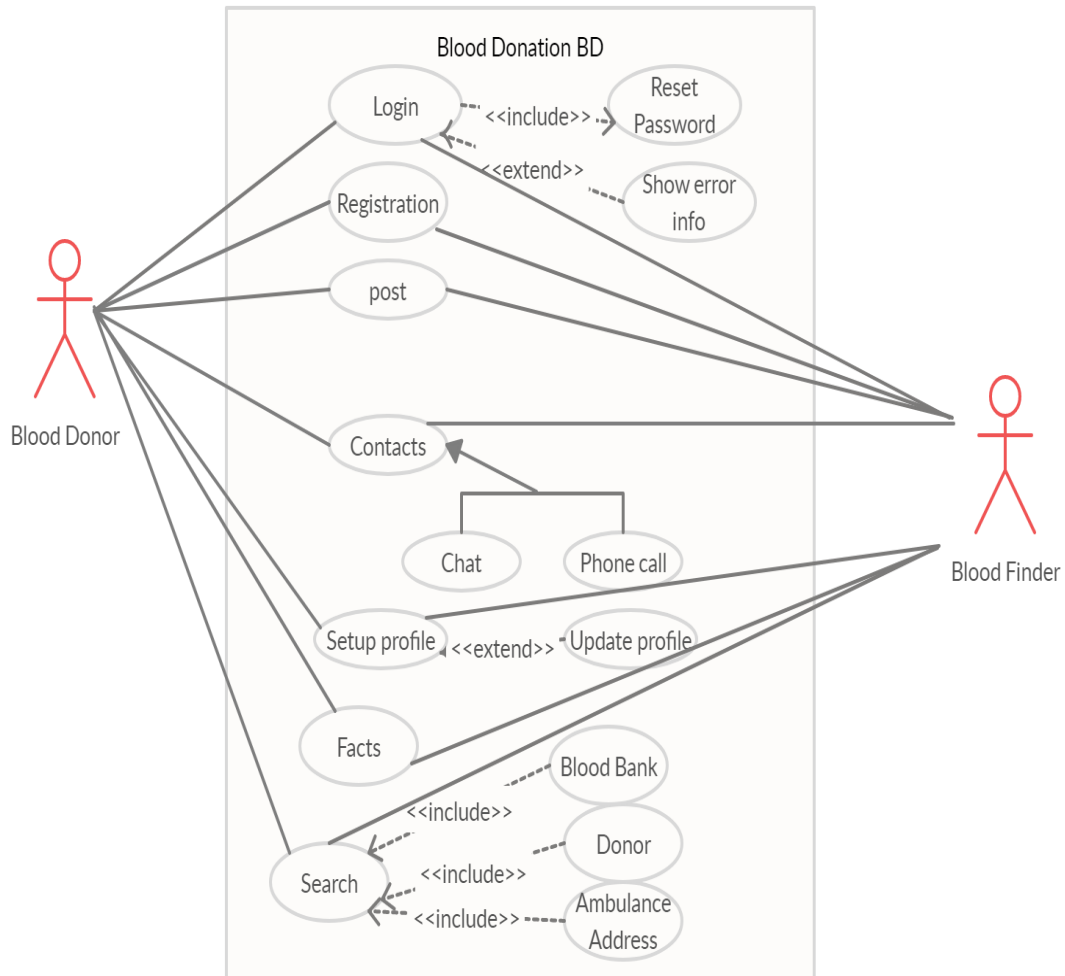 Blood Donation BD
Login
<<include>>
Reset
Password
<<extend>>
Show error
info
Registration
post
Blood Donor
Contacts
Chat
Phone call
Blood Finder
Setup profile
<<extend>>
Update profile
Facts
Blood Bank
<<include>>
Donor
<<include>>
Search
Ambulance
Address
<<include>>